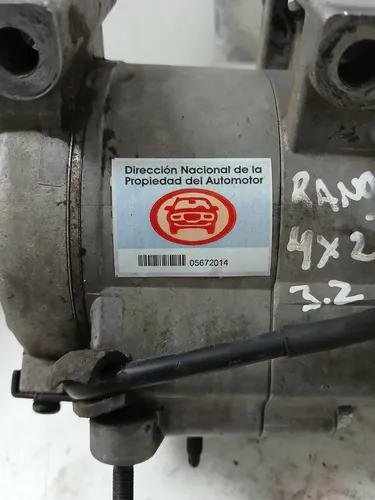 Dirección Nacional de la
Propiedad del Automotor
05672014
4X2
3.2